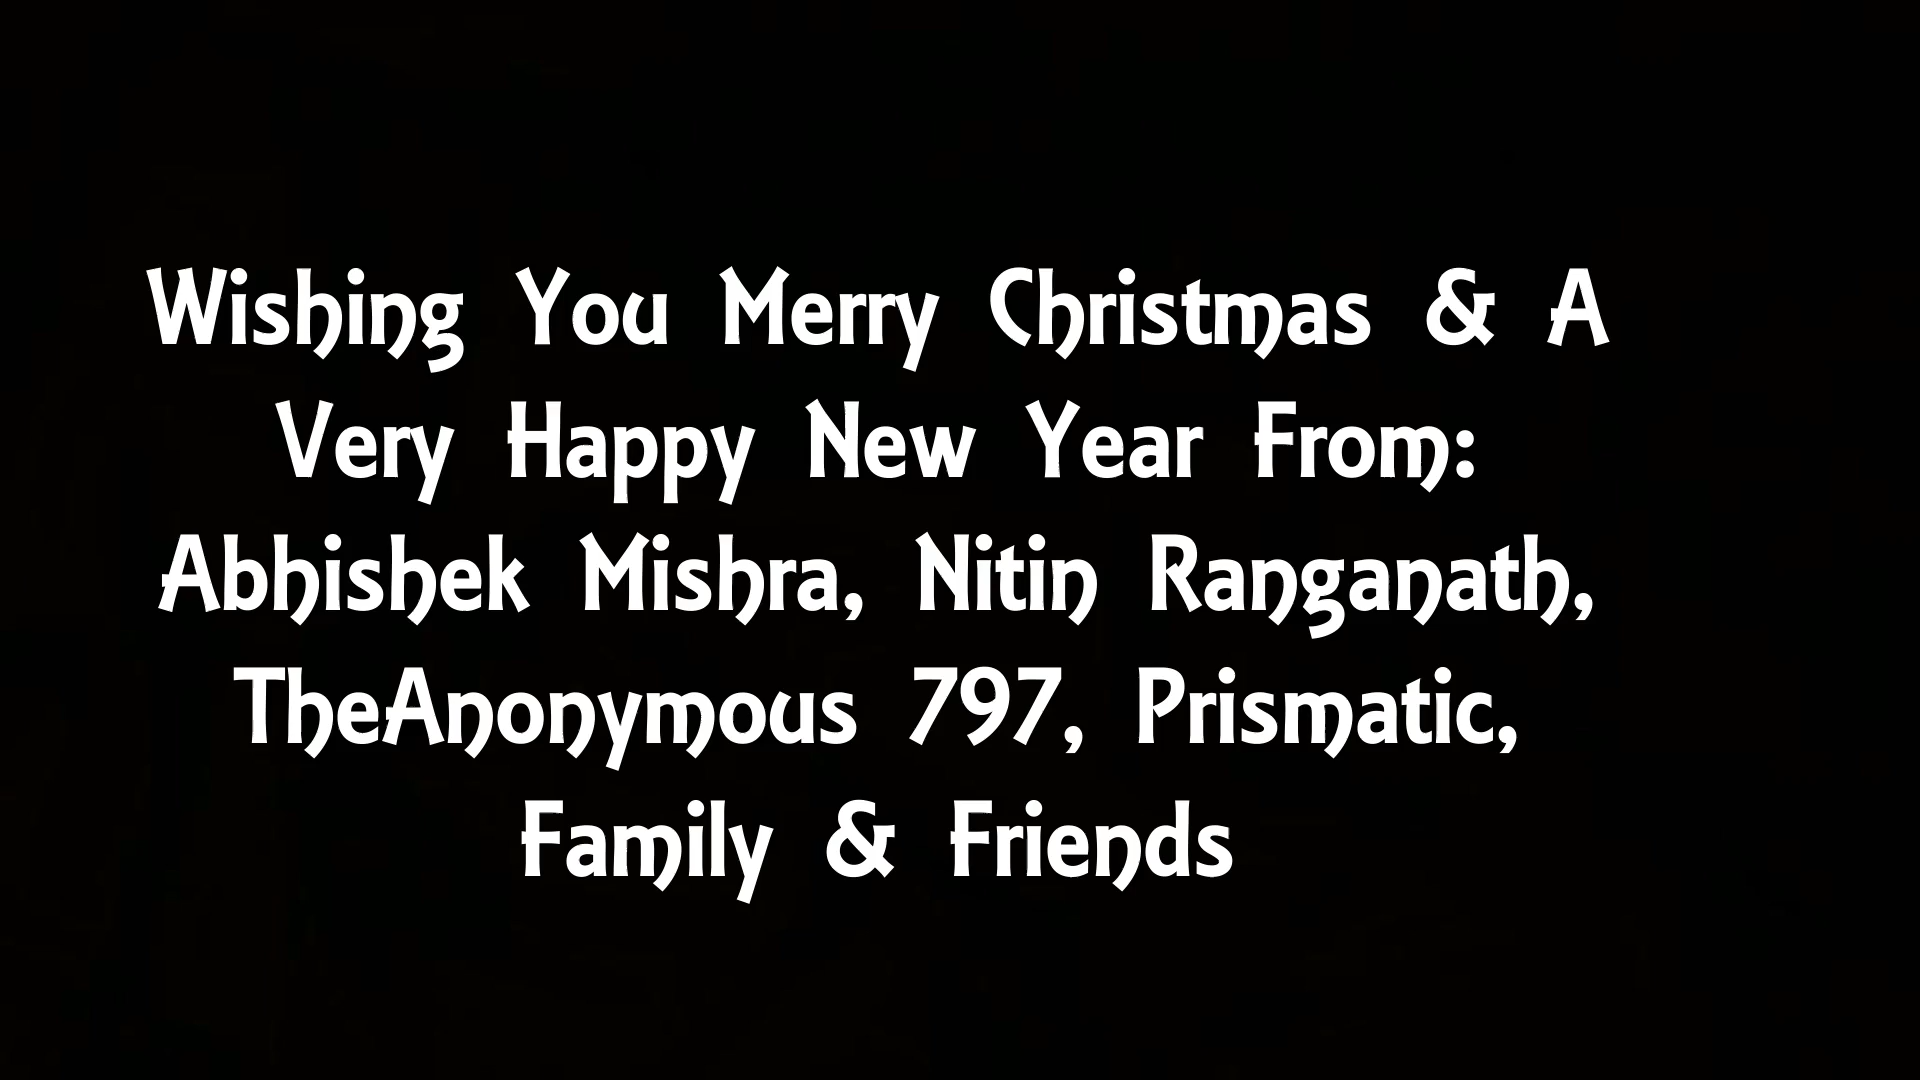 Wishing You Merry Christmas & A
Very Happy New Year From:
Abhishek Mishra, Nitin Ranganath,
TheAnonymous 797, Prismatic,
Family & Friends